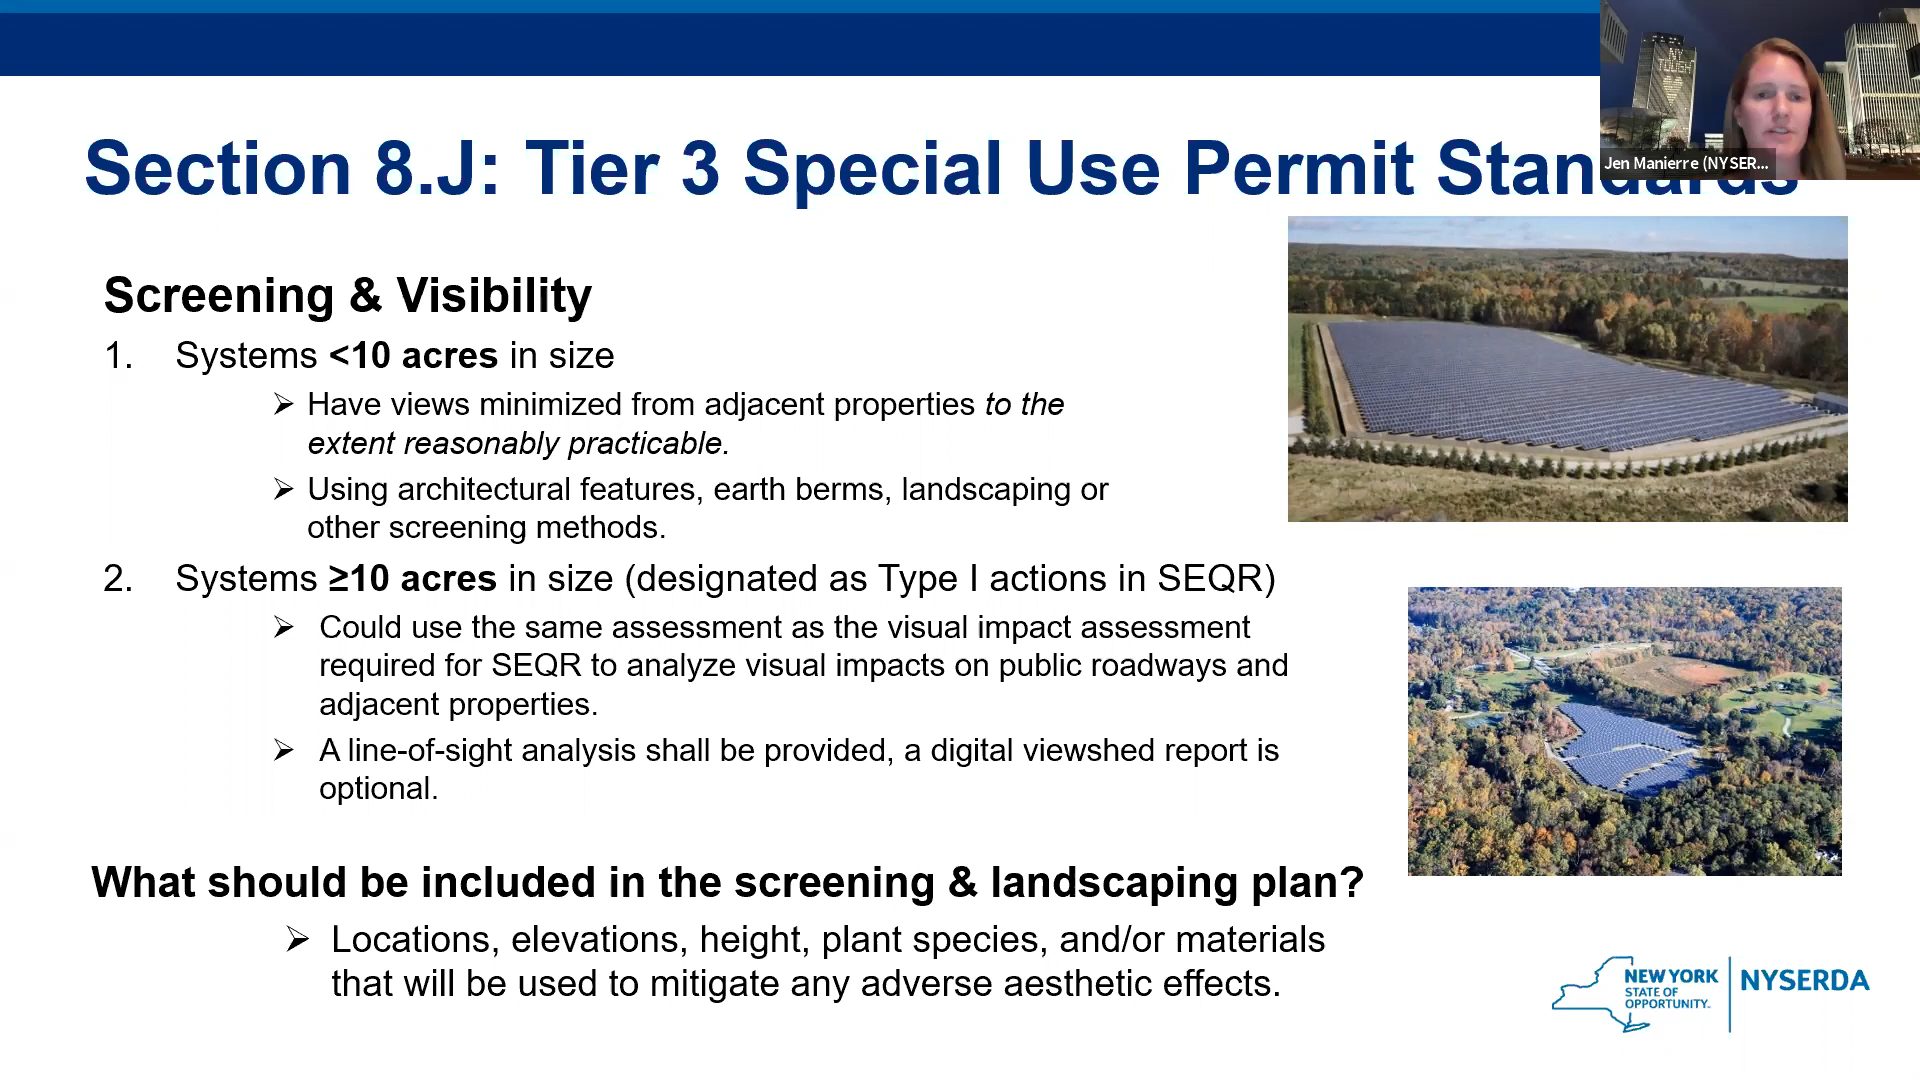 NY
TOUGH
Jen Manierre (NYSER...
Section 8.J: Tier 3 Special Use Permit Standards
Screening & Visibility
1. Systems <10 acres in size
➢ Have views minimized from adjacent properties to the
extent reasonably practicable.
➢ Using architectural features, earth berms, landscaping or
other screening methods.
2. Systems ≥10 acres in size (designated as Type I actions in SEQR)
➢ Could use the same assessment as the visual impact assessment
required for SEQR to analyze visual impacts on public roadways and
adjacent properties.
➢ A line-of-sight analysis shall be provided, a digital viewshed report is
optional.
What should be included in the screening & landscaping plan?
➢ Locations, elevations, height, plant species, and/or materials
that will be used to mitigate any adverse aesthetic effects.
NEW YORK
STATE OF
OPPORTUNITY.
NYSERDA